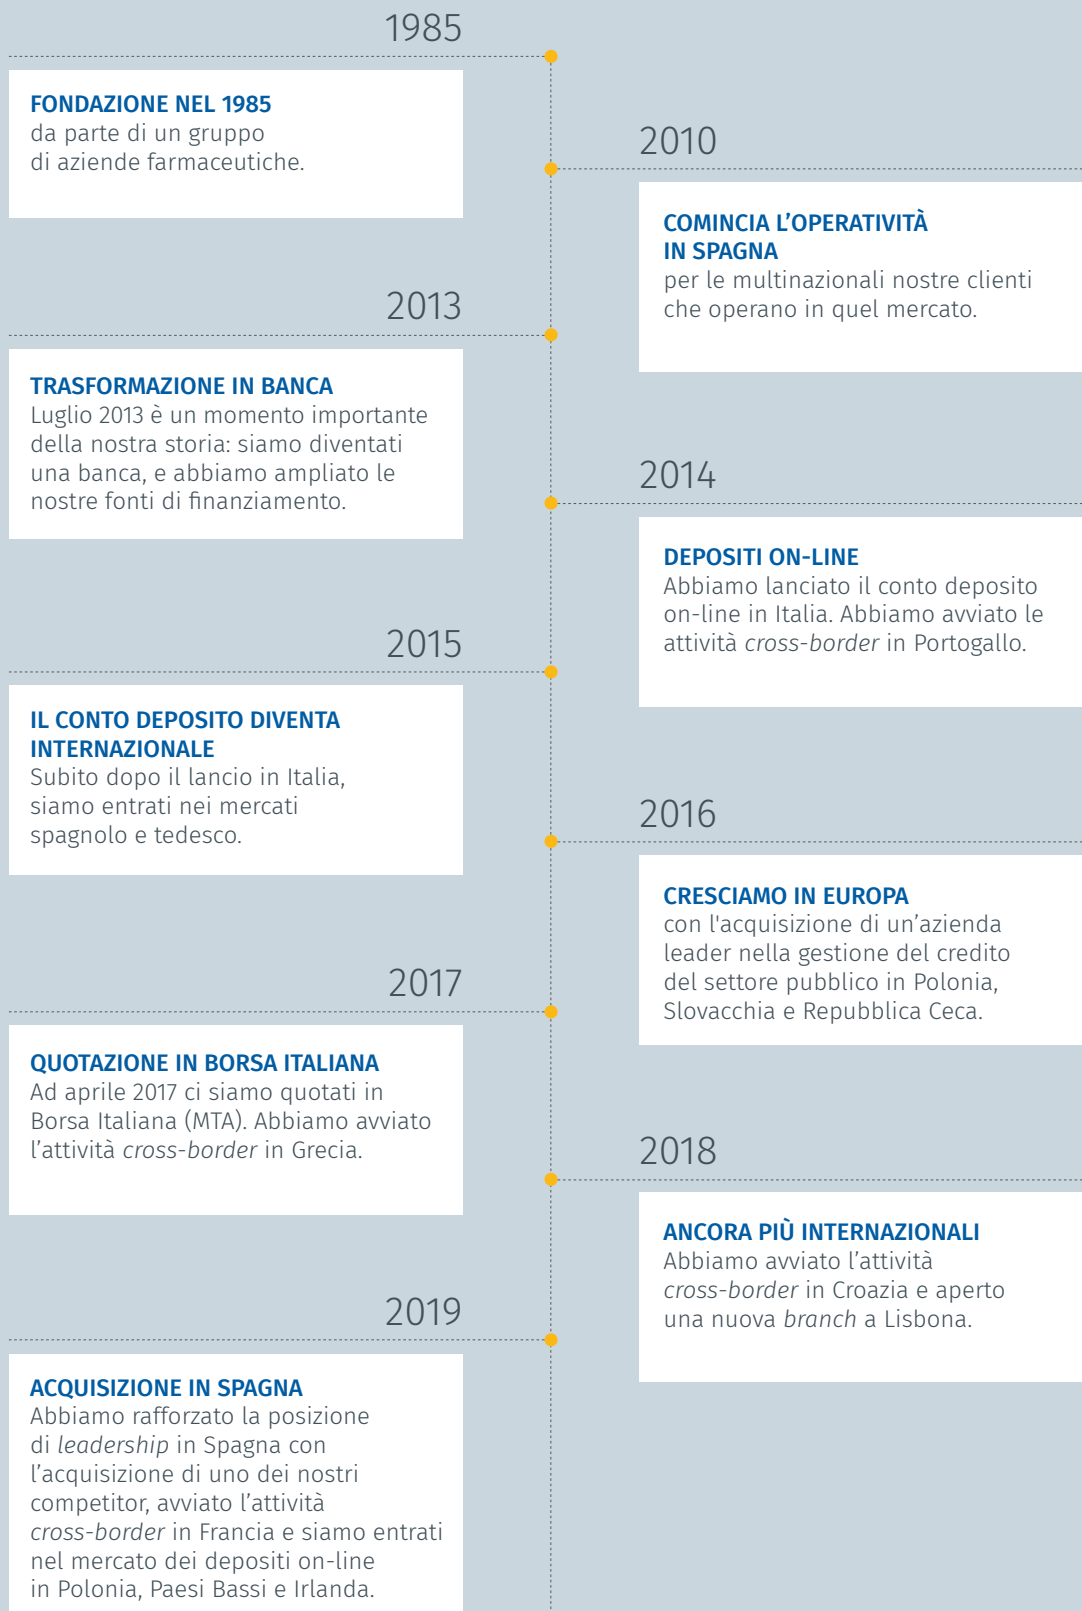 1985
FONDAZIONE NEL 1985
da parte di un gruppo
di aziende farmaceutiche.
2010
COMINCIA L’OPERATIVITÀ
IN SPAGNA
per le multinazionali nostre clienti
che operano in quel mercato.
2013
TRASFORMAZIONE IN BANCA
Luglio 2013 è un momento importante
della nostra storia: siamo diventati
una banca, e abbiamo ampliato le
nostre fonti di finanziamento.
2014
DEPOSITI ON-LINE
Abbiamo lanciato il conto deposito
on-line in Italia. Abbiamo avviato le
attività cross-border in Portogallo.
2015
IL CONTO DEPOSITO DIVENTA
INTERNAZIONALE
Subito dopo il lancio in Italia,
siamo entrati nei mercati
spagnolo e tedesco.
2016
CRESCIAMO IN EUROPA
con l'acquisizione di un’azienda
leader nella gestione del credito
del settore pubblico in Polonia,
Slovacchia e Repubblica Ceca.
2017
QUOTAZIONE IN BORSA ITALIANA
Ad aprile 2017 ci siamo quotati in
Borsa Italiana (MTA). Abbiamo avviato
l’attività cross-border in Grecia.
2018
ANCORA PIÙ INTERNAZIONALI
Abbiamo avviato l’attività
cross-border in Croazia e aperto
una nuova branch a Lisbona.
2019
ACQUISIZIONE IN SPAGNA
Abbiamo rafforzato la posizione
di leadership in Spagna con
l’acquisizione di uno dei nostri
competitor, avviato l’attività
cross-border in Francia e siamo entrati
nel mercato dei depositi on-line
in Polonia, Paesi Bassi e Irlanda.